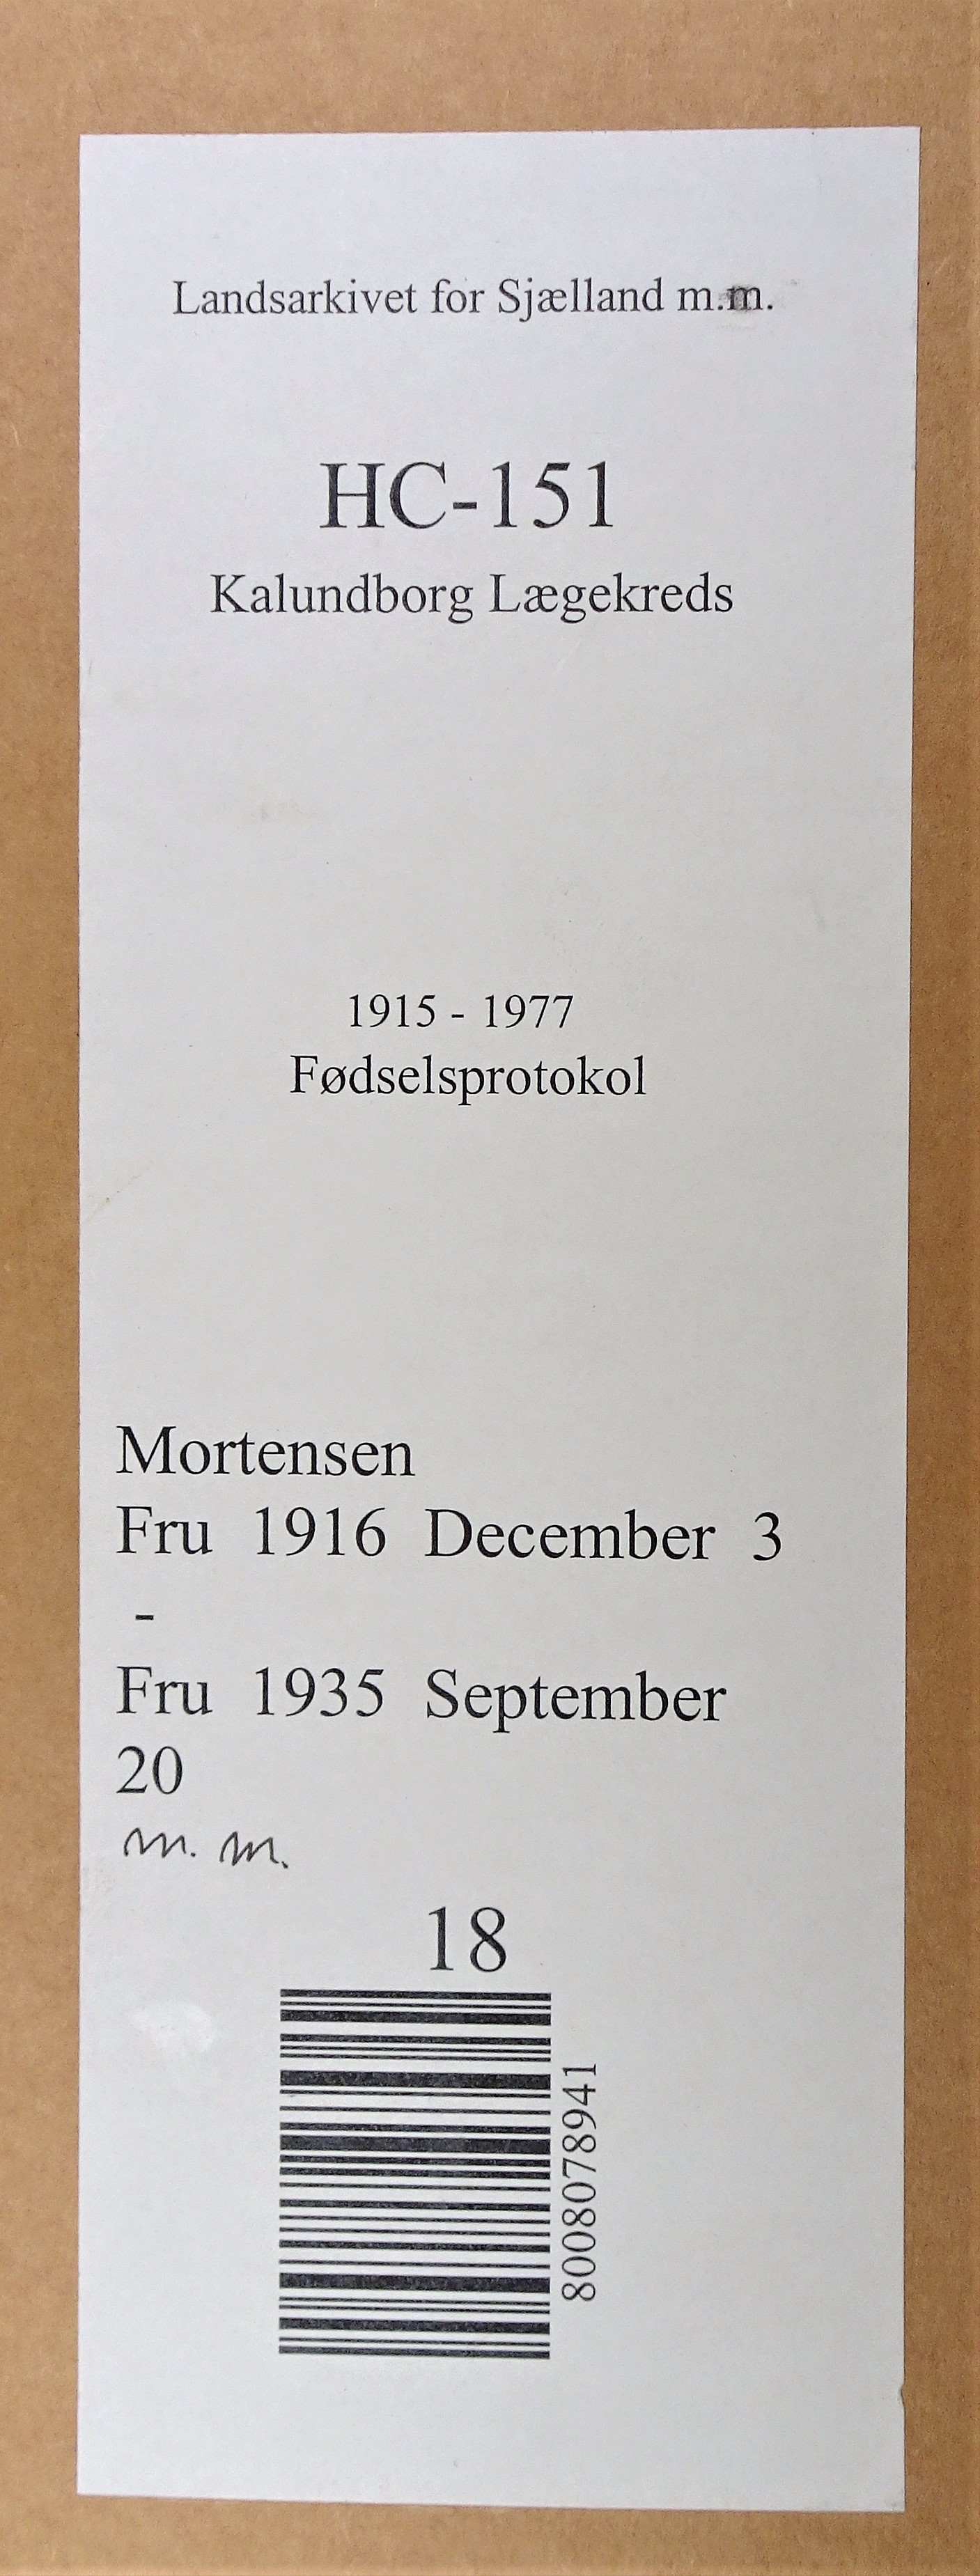 Landsarkivet for Sjælland m.m.
HC-151
Kalundborg Lægekreds
1915 - 1977
Fødselsprotokol
Mortensen
Fru 1916 December 3
-
Fru 1935 September
20
m. m.
18
8008078941